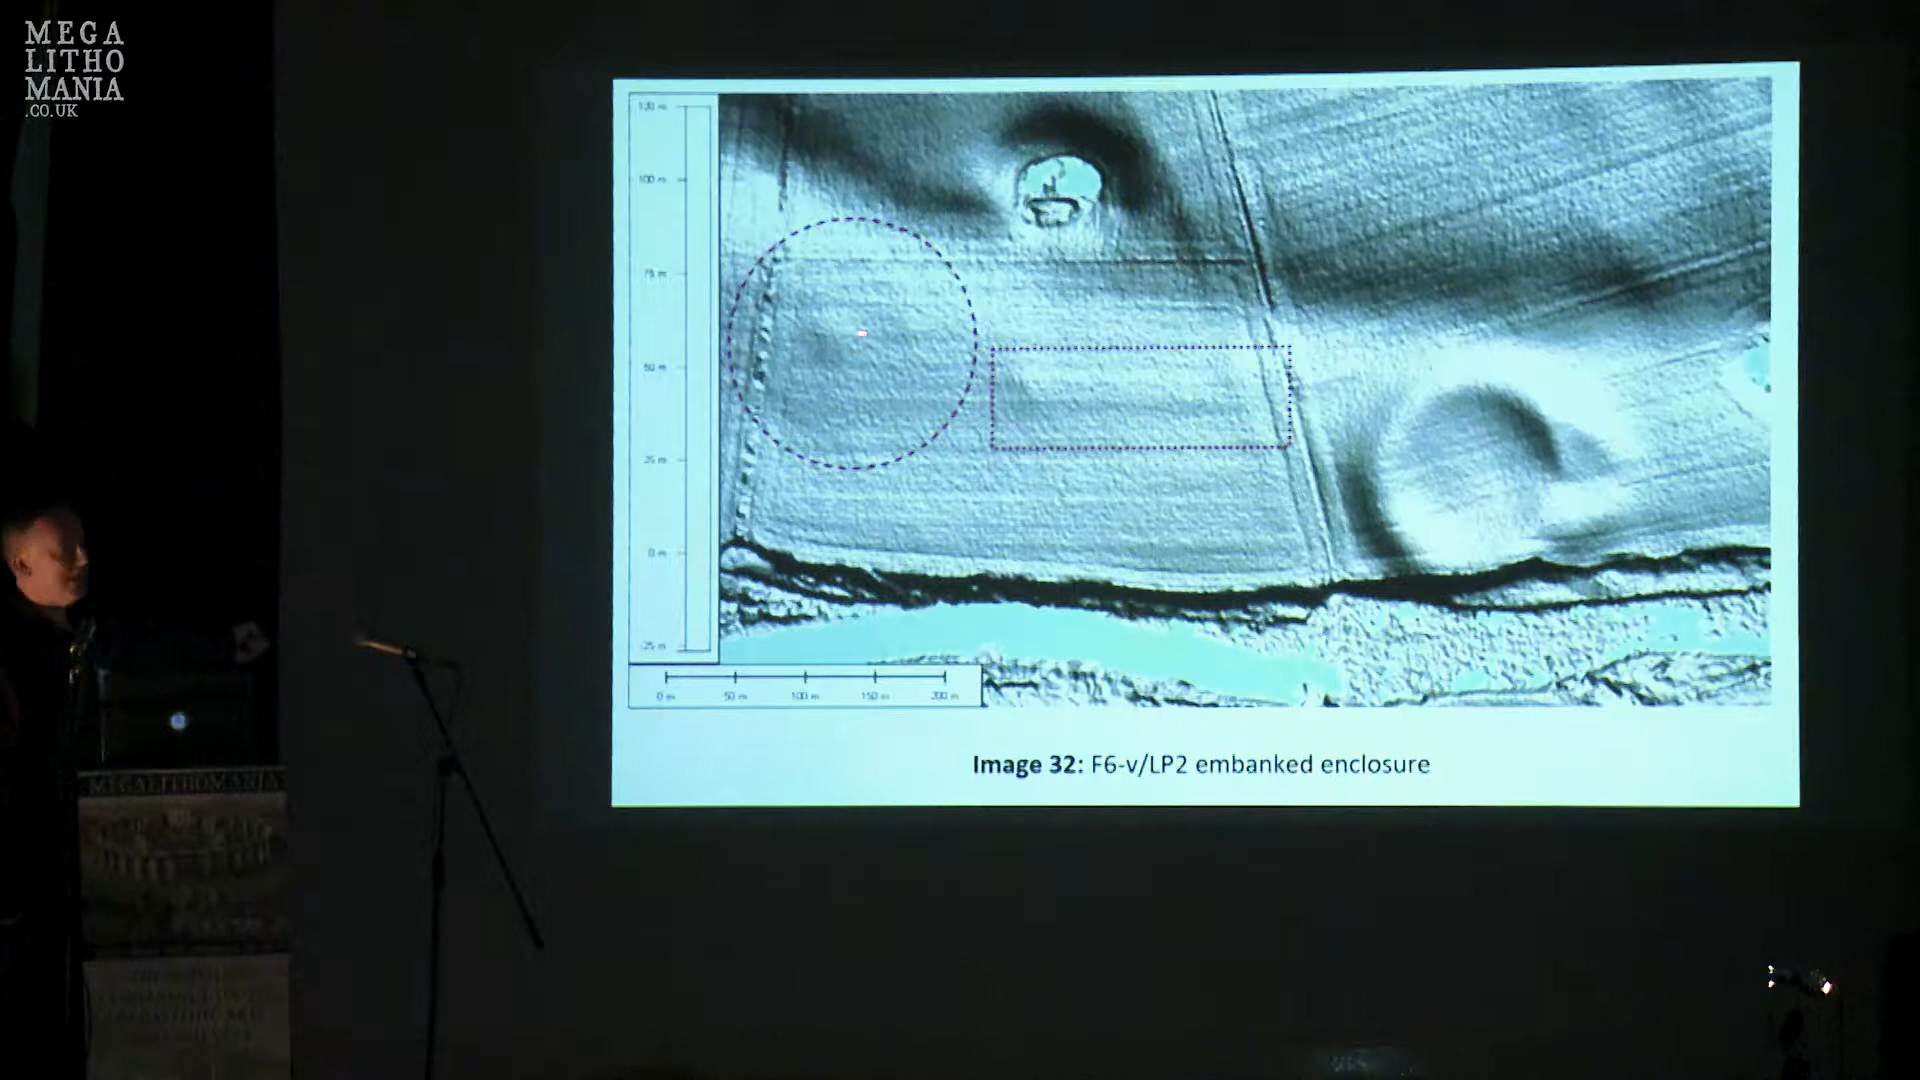 MEGA
LITHO
MANIA
.CO.UK
100 m
75 m
50 m
25 m
0 m
-25 m
0 m 50 m 100 m 150 m 200 m
Image 32: F6-v/LP2 embanked enclosure
MEGALITHOMANIA